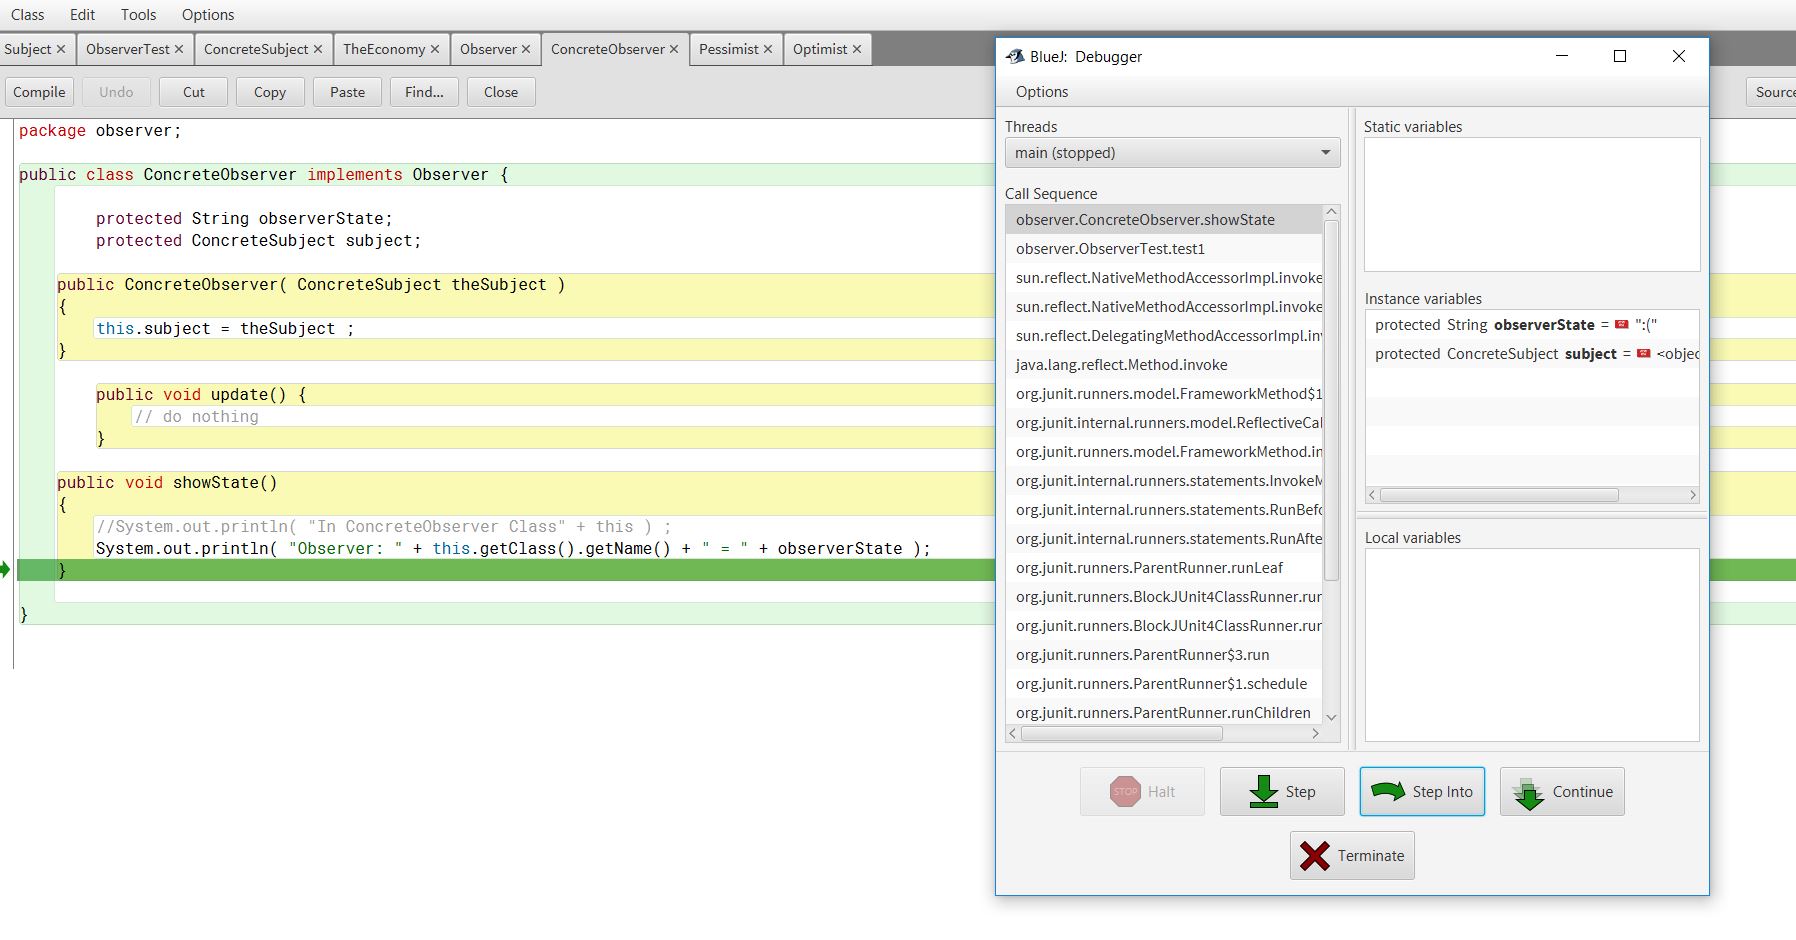 Class Edit Tools Options
Subject × ObserverTest × ConcreteSubject × TheEconomy × Observer × ConcreteObserver × Pessimist × Optimist ×
Compile Undo Cut Copy Paste Find... Close Source
package observer;
public class ConcreteObserver implements Observer {
protected String observerState;
protected ConcreteSubject subject;
public ConcreteObserver( ConcreteSubject theSubject )
{
this.subject = theSubject ;
}
public void update() {
// do nothing
}
public void showState()
{
//System.out.println( "In ConcreteObserver Class" + this ) ;
System.out.println( "Observer: " + this.getClass().getName() + " = " + observerState );
}
}
BlueJ: Debugger
Options
Threads
main (stopped)
Call Sequence
observer.ConcreteObserver.showState
observer.ObserverTest.test1
sun.reflect.NativeMethodAccessorImpl.invoke
sun.reflect.NativeMethodAccessorImpl.invoke
sun.reflect.DelegatingMethodAccessorImpl.in
java.lang.reflect.Method.invoke
org.junit.runners.model.FrameworkMethod$1
org.junit.internal.runners.model.ReflectiveCal
org.junit.runners.model.FrameworkMethod.in
org.junit.internal.runners.statements.InvokeM
org.junit.internal.runners.statements.RunBefo
org.junit.internal.runners.statements.RunAfte
org.junit.runners.ParentRunner.runLeaf
org.junit.runners.BlockJUnit4ClassRunner.run
org.junit.runners.BlockJUnit4ClassRunner.run
org.junit.runners.ParentRunner$3.run
org.junit.runners.ParentRunner$1.schedule
org.junit.runners.ParentRunner.runChildren
Static variables
Instance variables
protected String observerState = ":("
protected ConcreteSubject subject = <objec
Local variables
STOP Halt Step Step Into Continue
Terminate